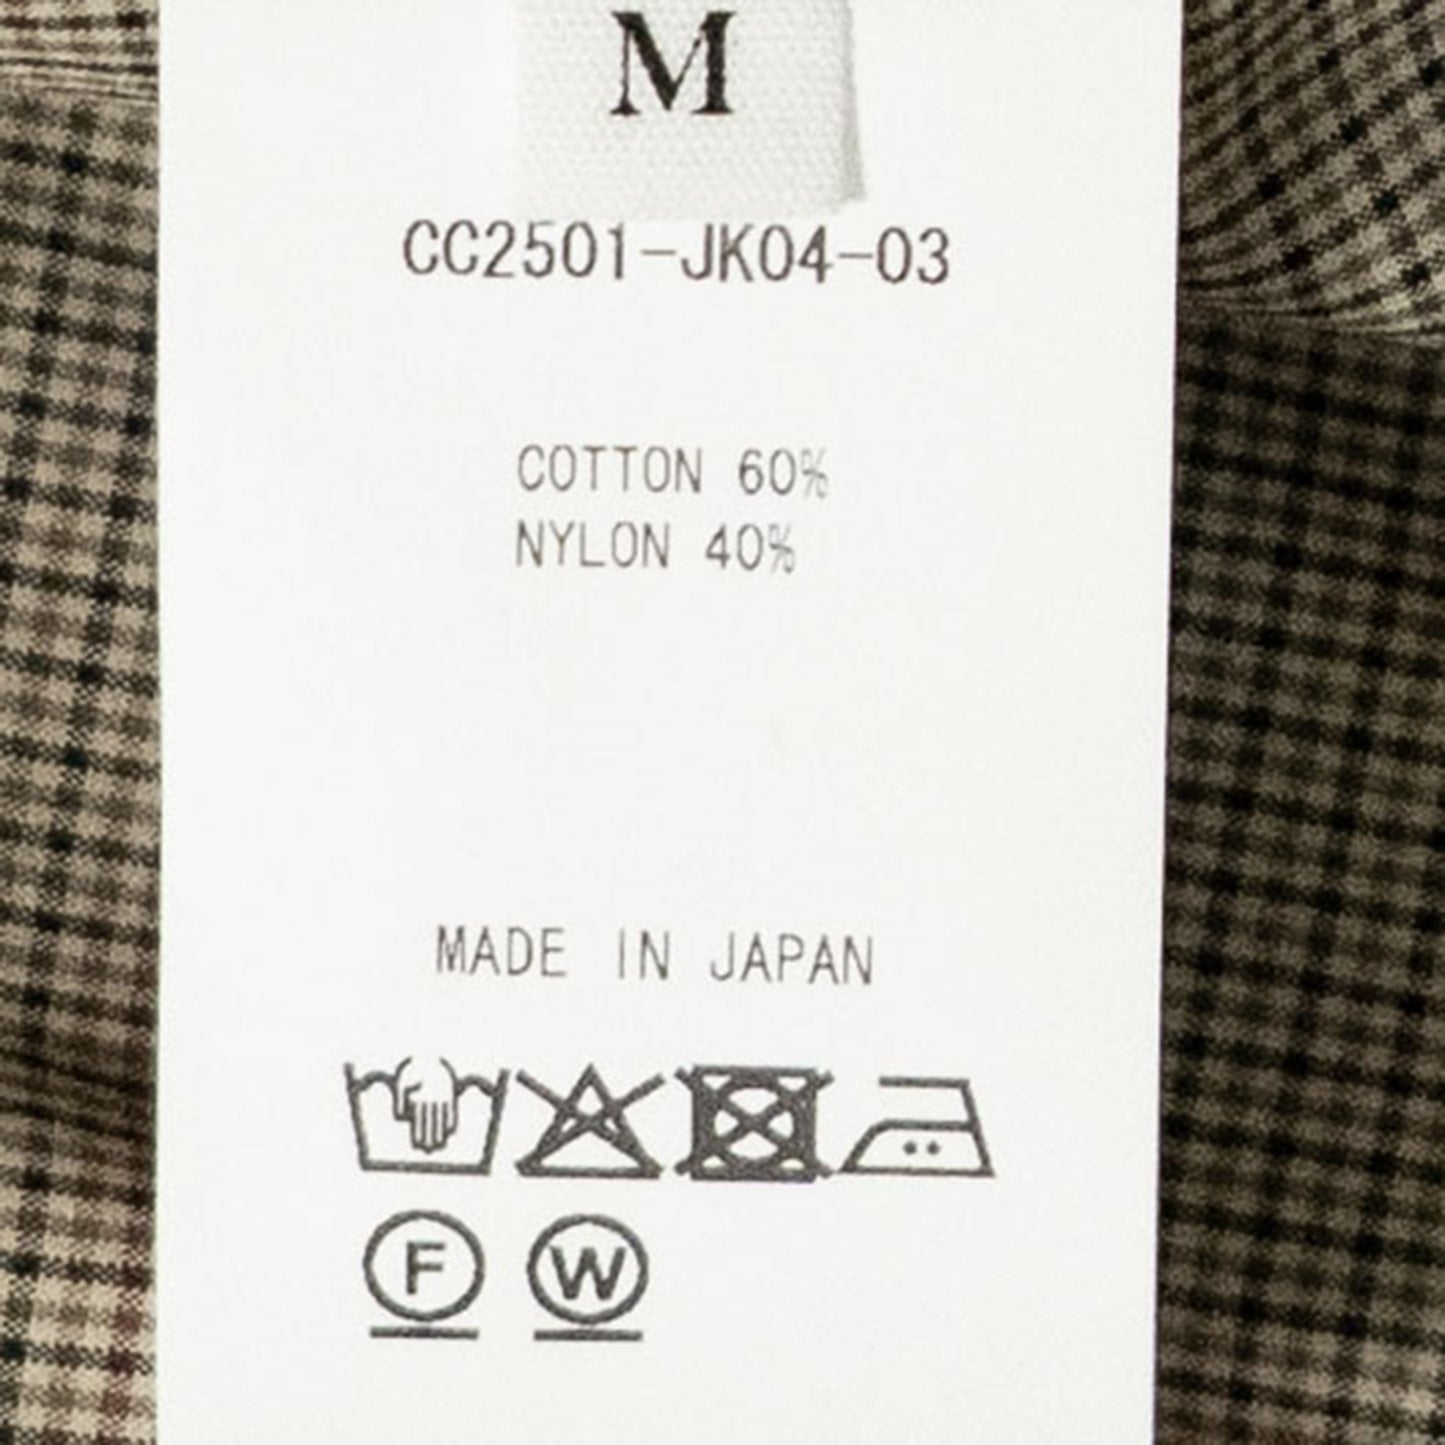 M
CC2501-JK04-03
COTTON 60%
NYLON 40%
MADE IN JAPAN
F W